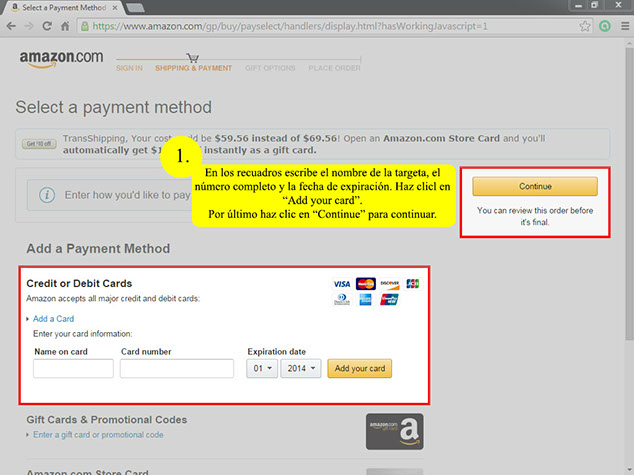 Select a Payment Method
https://www.amazon.com/gp/buy/payselect/handlers/display.html?hasWorkingJavascript=1
amazon.com
SIGN IN SHIPPING & PAYMENT GIFT OPTIONS PLACE ORDER
Select a payment method
Get $10 off
TransShipping, Your cost be $59.56 instead of $69.56! Open an Amazon.com Store Card and you'll
automatically get $1 instantly as a gift card.
1.
En los recuadros escribe el nombre de la targeta, el
número completo y la fecha de expiración. Haz clicl en
“Add your card”.
Por último haz clic en “Continue” para continuar.
Enter how you'd like to pay
Continue
You can review this order before
it's final.
Add a Payment Method
Credit or Debit Cards
Amazon accepts all major credit and debit cards:
VISA MasterCard DISCOVER JCB
Add a Card
Enter your card information:
Name on card Card number Expiration date
01 2014 Add your card
Gift Cards & Promotional Codes
Enter a gift card or promotional code
amazon.com
a
Amazon.com Store Card